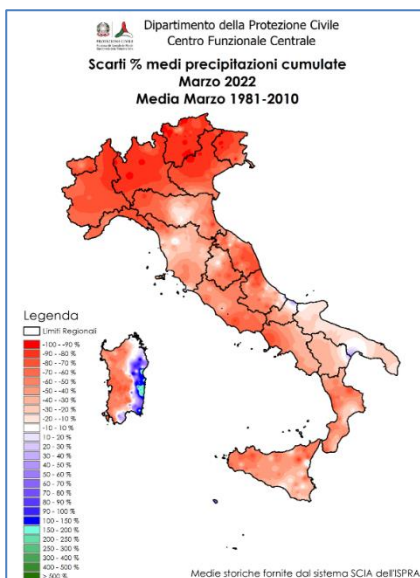 Dipartimento della Protezione Civile
Centro Funzionale Centrale
Scarti % medi precipitazioni cumulate
Marzo 2022
Media Marzo 1981-2010
Legenda
Limiti Regionali
-100 - -90 %
-90 - -80 %
-80 - -70 %
-70 - -60 %
-60 - -50 %
-50 - -40 %
-40 - -30 %
-30 - -20 %
-20 - -10 %
-10 - 10 %
10 - 20 %
20 - 30 %
30 - 40 %
40 - 50 %
50 - 60 %
60 - 70 %
70 - 80 %
80 - 90 %
90 - 100 %
100 - 150 %
150 - 200 %
200 - 250 %
250 - 300 %
300 - 400 %
400 - 500 %
> 500 %
Medie storiche fornite dal sistema SCIA dell'ISPRA